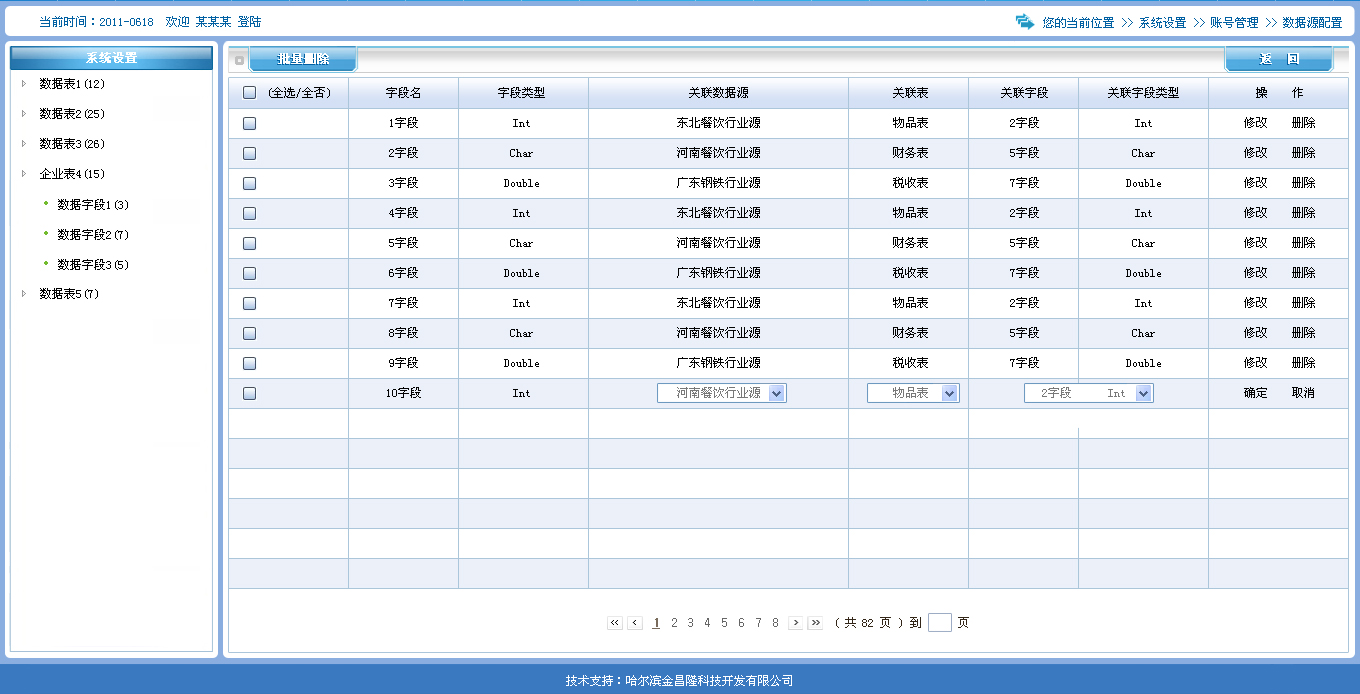 当前时间：2011-0618 欢迎 某某某 登陆
您的当前位置 >> 系统设置 >> 账号管理 >> 数据源配置
系统设置
数据表1(12)
数据表2(25)
数据表3(26)
企业表4(15)
数据字段1(3)
数据字段2(7)
数据字段3(5)
数据表5(7)
批量删除 返 回
(全选/全否) 字段名 字段类型 关联数据源 关联表 关联字段 关联字段类型 操 作
1字段 Int 东北餐饮行业源 物品表 2字段 Int 修改 删除
2字段 Char 河南餐饮行业源 财务表 5字段 Char 修改 删除
3字段 Double 广东钢铁行业源 税收表 7字段 Double 修改 删除
4字段 Int 东北餐饮行业源 物品表 2字段 Int 修改 删除
5字段 Char 河南餐饮行业源 财务表 5字段 Char 修改 删除
6字段 Double 广东钢铁行业源 税收表 7字段 Double 修改 删除
7字段 Int 东北餐饮行业源 物品表 2字段 Int 修改 删除
8字段 Char 河南餐饮行业源 财务表 5字段 Char 修改 删除
9字段 Double 广东钢铁行业源 税收表 7字段 Double 修改 删除
10字段 Int 河南餐饮行业源 物品表 2字段 Int 确定 取消
« ‹ 1 2 3 4 5 6 7 8 › » ( 共 82 页 ) 到 页
技术支持：哈尔滨金昌隆科技开发有限公司